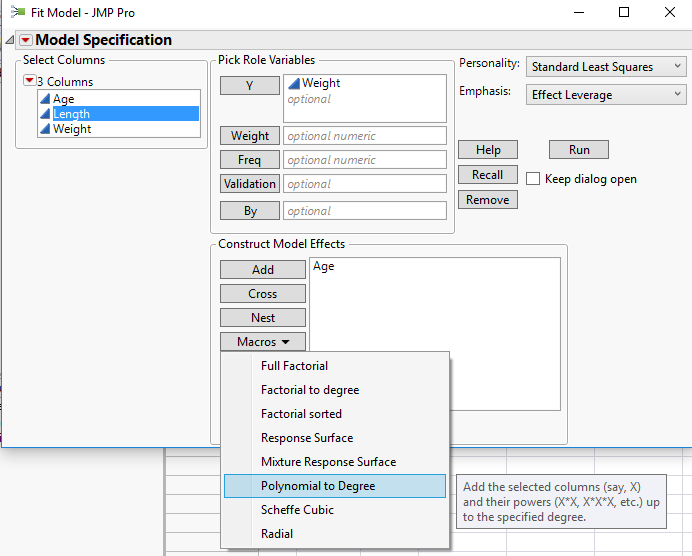 Fit Model - JMP Pro
Model Specification
Select Columns
3 Columns
Age
Length
Weight
Pick Role Variables
Y
Weight
optional
Weight
optional numeric
Freq
optional numeric
Validation
optional
By
optional
Personality:
Standard Least Squares
Emphasis:
Effect Leverage
Help
Run
Recall
Keep dialog open
Remove
Construct Model Effects
Add
Age
Cross
Nest
Macros
Full Factorial
Factorial to degree
Factorial sorted
Response Surface
Mixture Response Surface
Polynomial to Degree
Scheffe Cubic
Radial
Add the selected columns (say, X)
and their powers (X*X, X*X*X, etc.) up
to the specified degree.